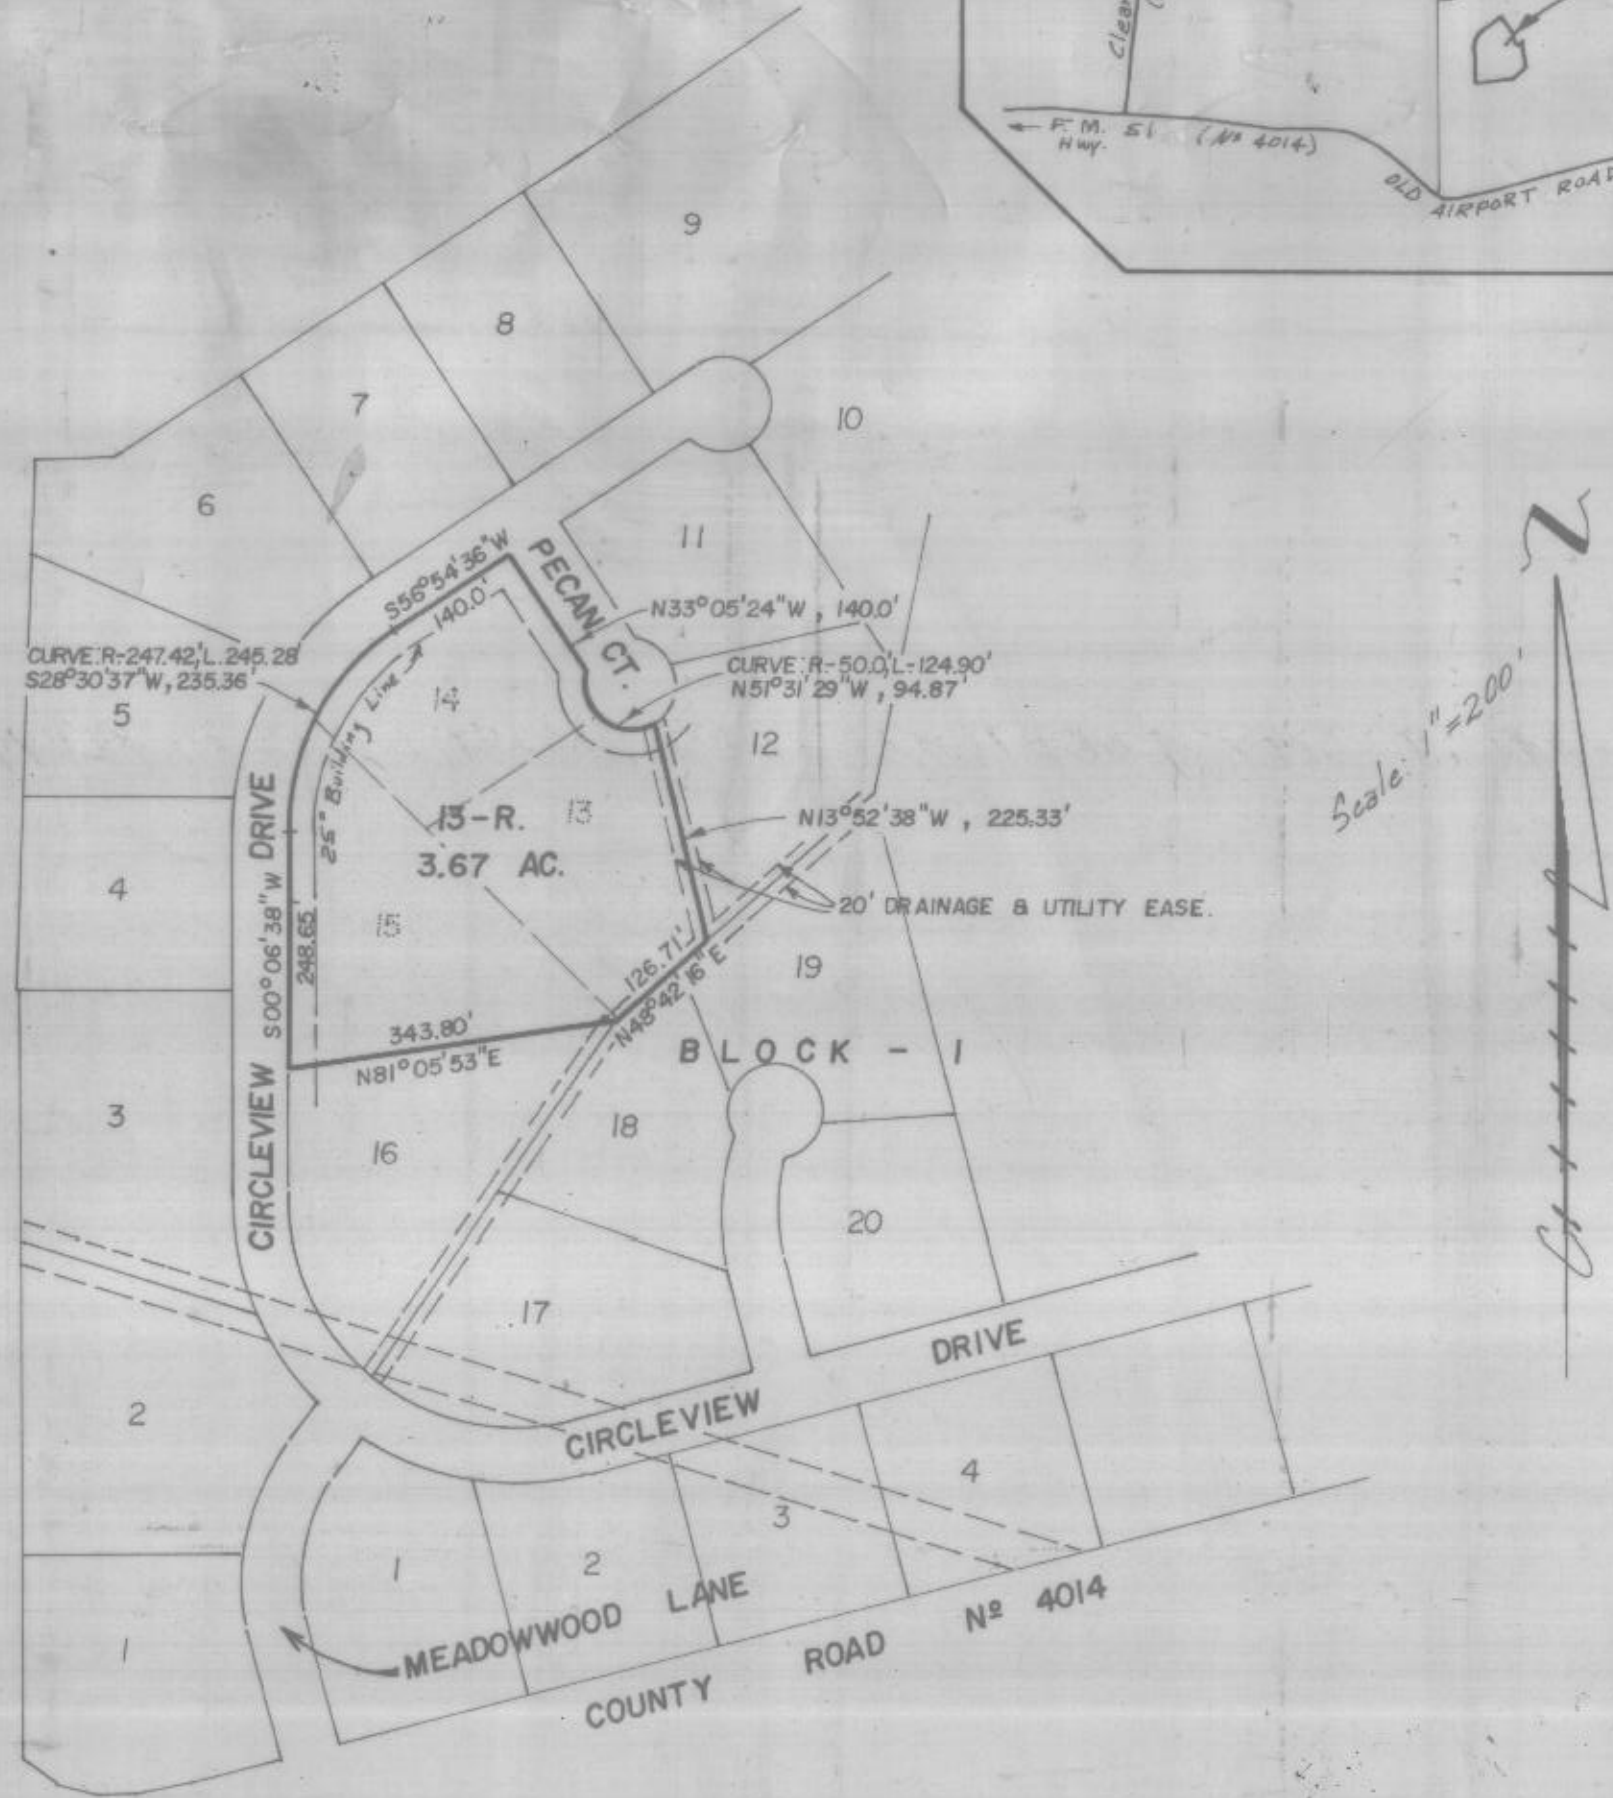 F. M. 51 (Nº 4014)
Hwy.
OLD AIRPORT ROAD
9
8
7
10
6
11
PECAN CT.
S56°54'36"W
140.0'
N33°05'24"W, 140.0'
CURVE: R-247.42', L. 245.28'
S28°30'37"W, 235.36'
CURVE: R-50.0', L-124.90'
N51°31'29"W, 94.87'
5
14
12
25' Building Line
Scale: 1"=200'
13-R.
3.67 AC.
13
N13°52'38"W, 225.33'
4
20' DRAINAGE & UTILITY EASE.
15
CIRCLEVIEW S00°06'38"W DRIVE
248.65'
126.71'
N48°42'16"E
19
343.80'
N81°05'53"E
BLOCK - 1
3
16
18
20
17
DRIVE
2
CIRCLEVIEW
4
3
1
2
MEADOWWOOD LANE
1
COUNTY ROAD Nº 4014